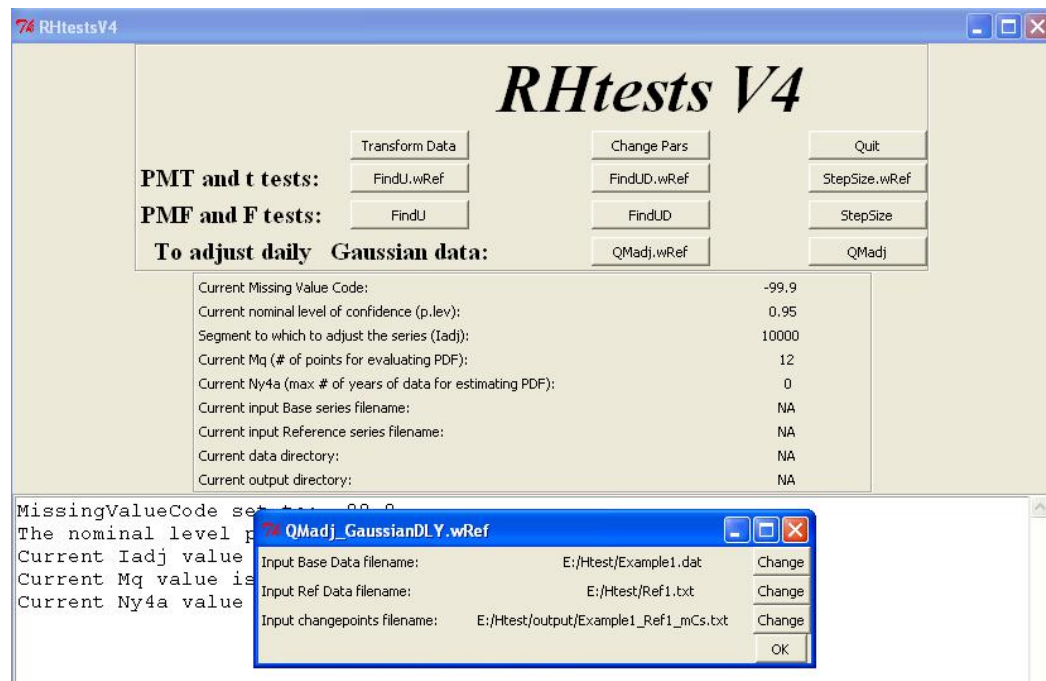 RHtestsV4
RHtests V4
Transform Data Change Pars Quit
PMT and t tests: FindU.wRef FindUD.wRef StepSize.wRef
PMF and F tests: FindU FindUD StepSize
To adjust daily Gaussian data: QMadj.wRef QMadj
Current Missing Value Code: -99.9
Current nominal level of confidence (p.lev): 0.95
Segment to which to adjust the series (Iadj): 10000
Current Mq (# of points for evaluating PDF): 12
Current Ny4a (max # of years of data for estimating PDF): 0
Current input Base series filename: NA
Current input Reference series filename: NA
Current data directory: NA
Current output directory: NA
MissingValueCode
The nominal level
Current Iadj value
Current Mq value is
Current Ny4a value
QMadj_GaussianDLY.wRef
Input Base Data filename: E:/Htest/Example1.dat Change
Input Ref Data filename: E:/Htest/Ref1.txt Change
Input changepoints filename: E:/Htest/output/Example1_Ref1_mCs.txt Change
OK